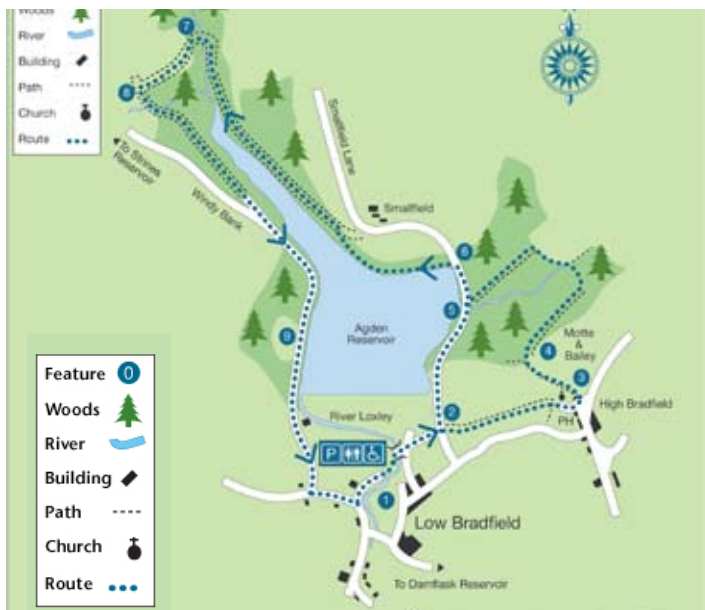 Woods
River
Building
Path
Church
Route
7
8
To Strines
Reservoir
Windy Bank
Smallfield Lane
Smallfield
6
5
Agden
Reservoir
9
Motte
&
Bailey
4
3
High Bradfield
PH
2
River Loxley
P
1
Low Bradfield
To Damflask Reservoir
Feature 0
Woods
River
Building
Path
Church
Route